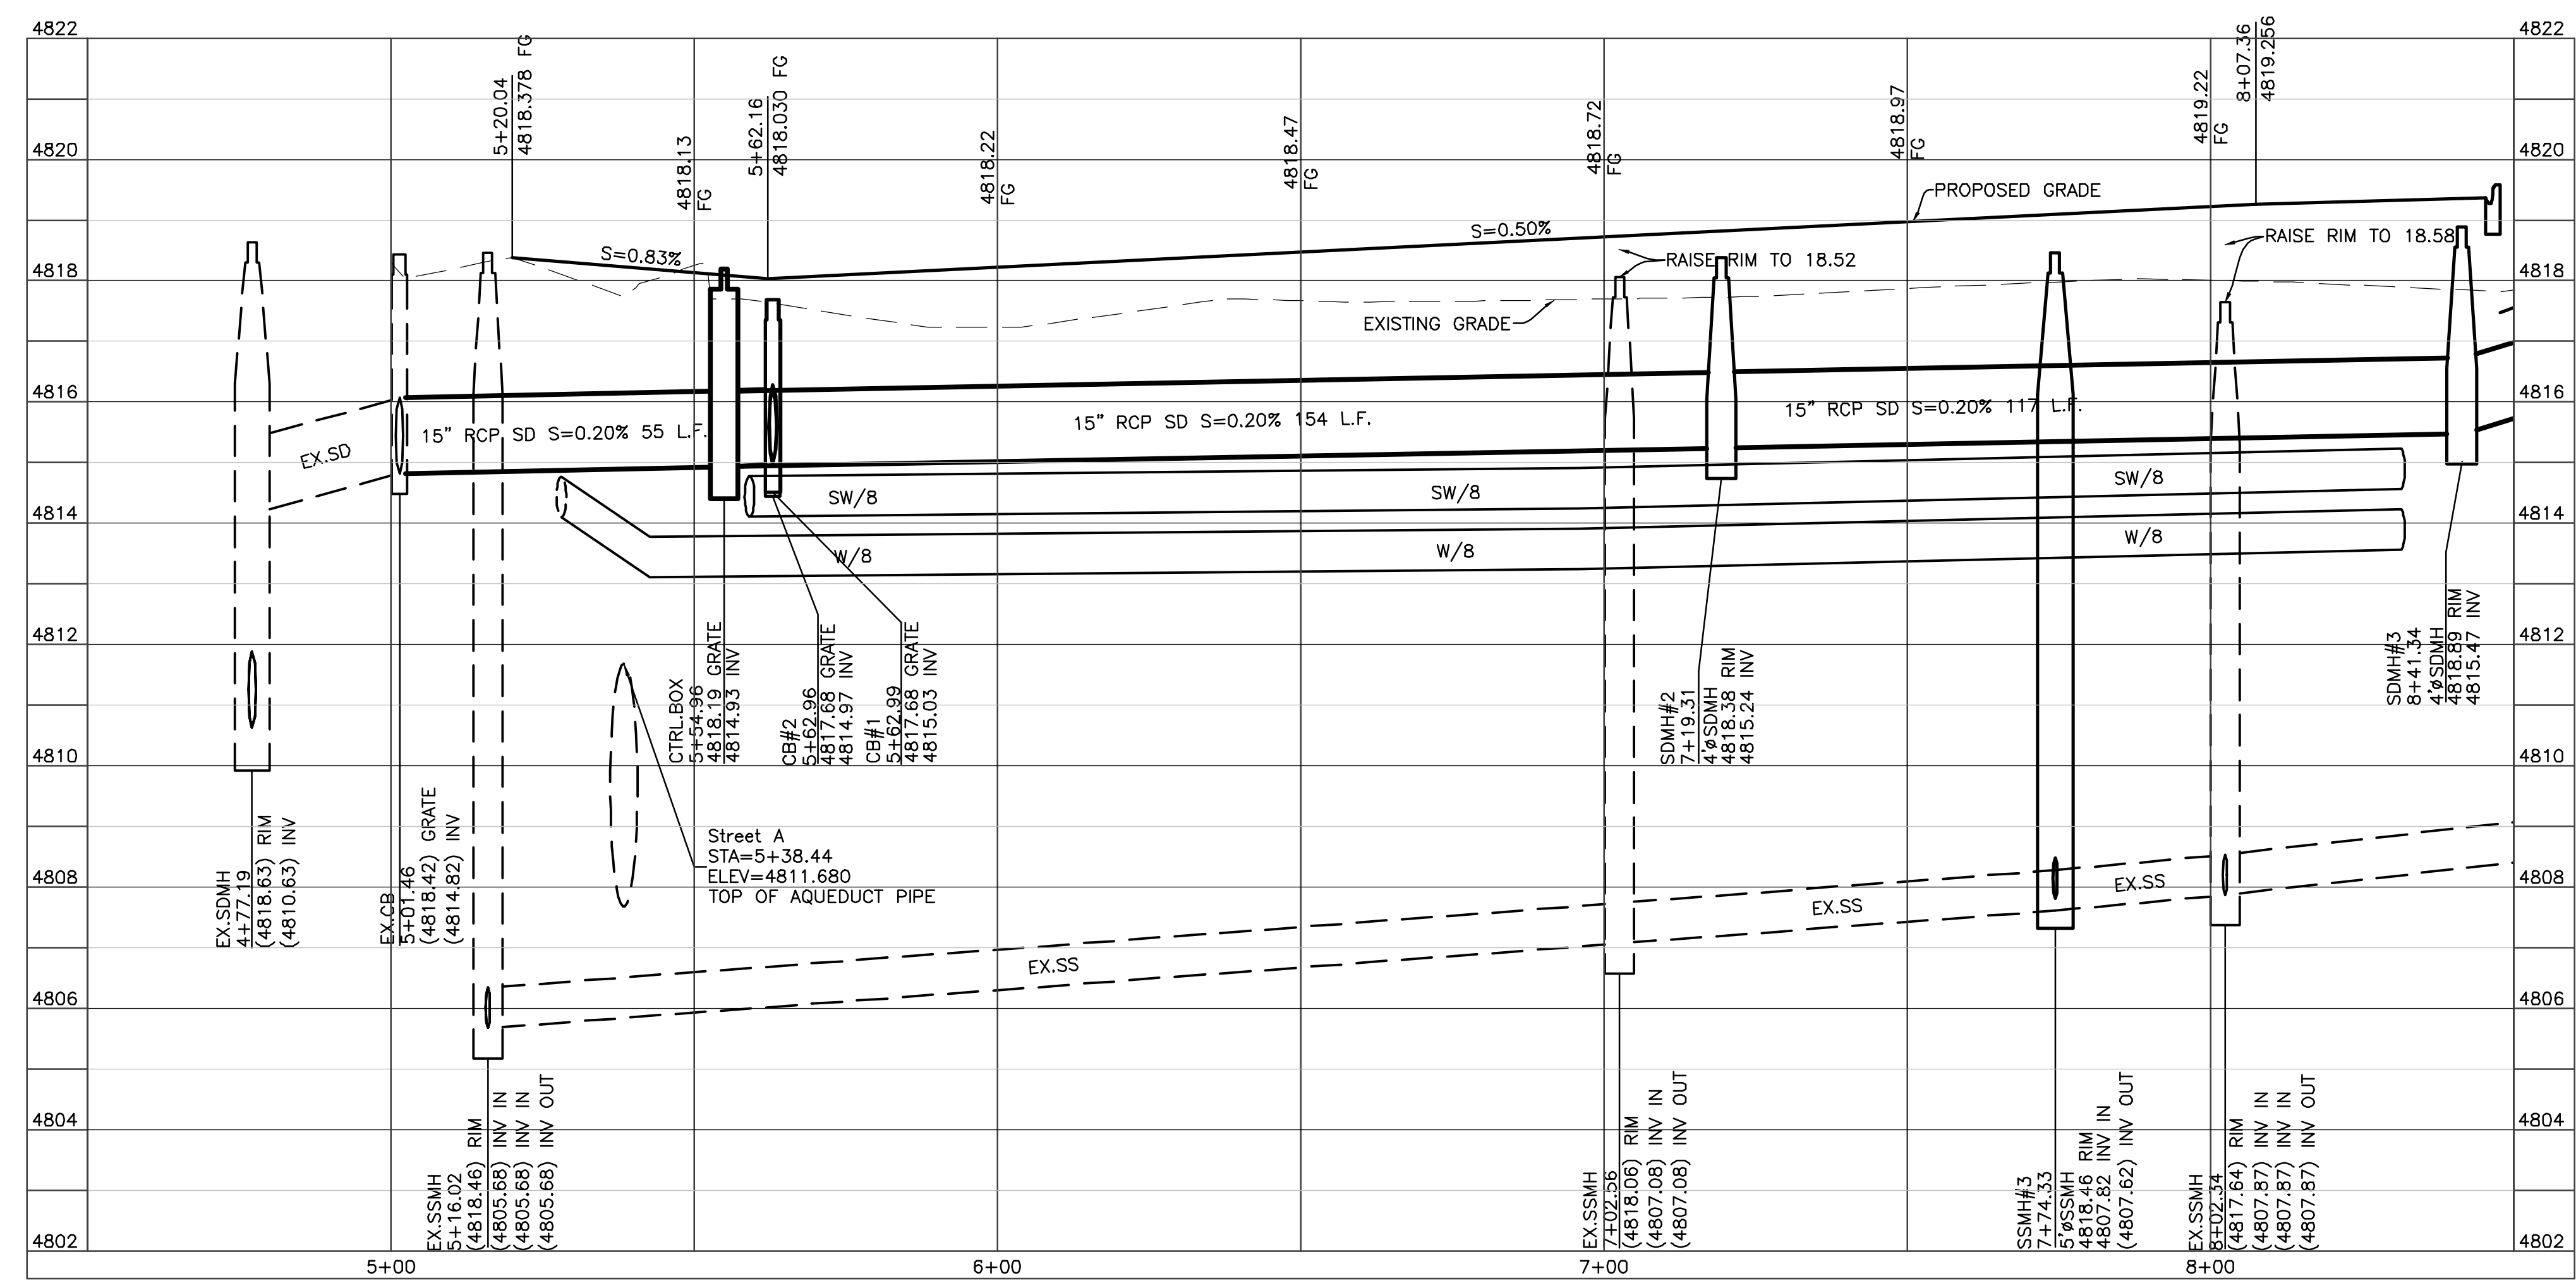 4822
4820
4818
4816
4814
4812
4810
4808
4806
4804
4802
5+20.04
4818.378 FG
4818.13
FG
5+62.16
4818.030 FG
4818.22
FG
4818.47
FG
4818.72
FG
4818.97
FG
4819.22
FG
8+07.36
4819.256
S=0.83%
S=0.50%
PROPOSED GRADE
RAISE RIM TO 18.52
RAISE RIM TO 18.58
EXISTING GRADE
EX.SD
15" RCP SD S=0.20% 55 L.F.
15" RCP SD S=0.20% 154 L.F.
15" RCP SD S=0.20% 117 L.F.
SW/8
SW/8
SW/8
W/8
W/8
W/8
EX.SDMH
4+77.19
(4818.63) RIM
(4810.63) INV
EX.CB
5+01.46
(4818.42) GRATE
(4814.82) INV
EX.SSMH
5+16.02
(4818.46) RIM
(4805.68) INV IN
(4805.68) INV IN
(4805.68) INV OUT
CTRL.BOX
5+54.96
4818.19 GRATE
4814.93 INV
CB#2
5+62.96
4817.68 GRATE
4814.97 INV
CB#1
5+62.99
4817.68 GRATE
4815.03 INV
Street A
STA=5+38.44
ELEV=4811.680
TOP OF AQUEDUCT PIPE
SDMH#2
7+19.31
4'øSDMH
4818.38 RIM
4815.24 INV
SDMH#3
8+41.34
4'øSDMH
4818.89 RIM
4815.47 INV
EX.SS
EX.SS
EX.SS
EX.SSMH
7+02.56
(4818.06) RIM
(4807.08) INV IN
(4807.08) INV OUT
SSMH#3
7+74.33
5'øSSMH
4818.46 RIM
4807.82 INV IN
(4807.62) INV OUT
EX.SSMH
8+02.34
(4817.64) RIM
(4807.87) INV IN
(4807.87) INV IN
(4807.87) INV OUT
4822
4820
4818
4816
4814
4812
4810
4808
4806
4804
4802
5+00
6+00
7+00
8+00